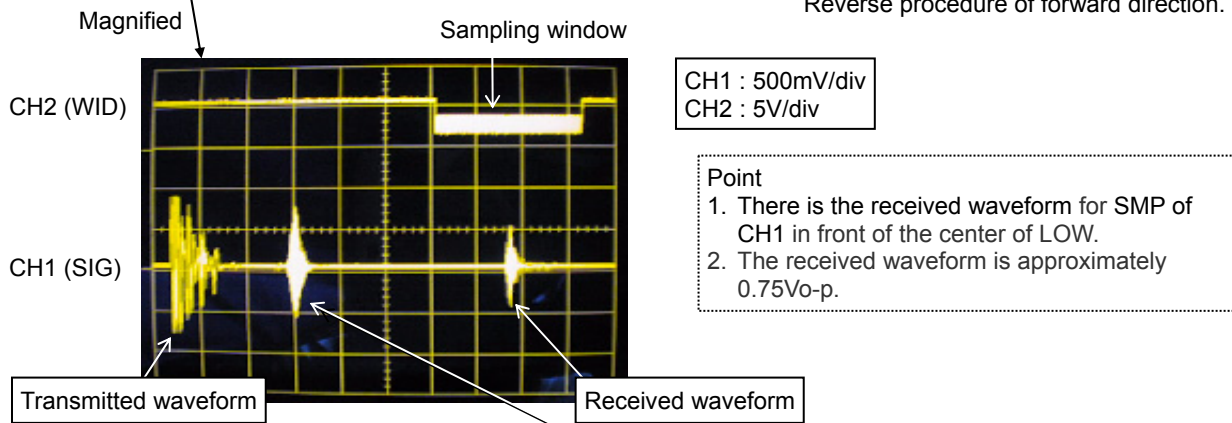 Reverse procedure of forward direction.
Magnified
Sampling window
CH2 (WID)
CH1 : 500mV/div
CH2 : 5V/div
Point
1. There is the received waveform for SMP of
CH1 in front of the center of LOW.
2. The received waveform is approximately
0.75Vo-p.
CH1 (SIG)
Transmitted waveform
Received waveform